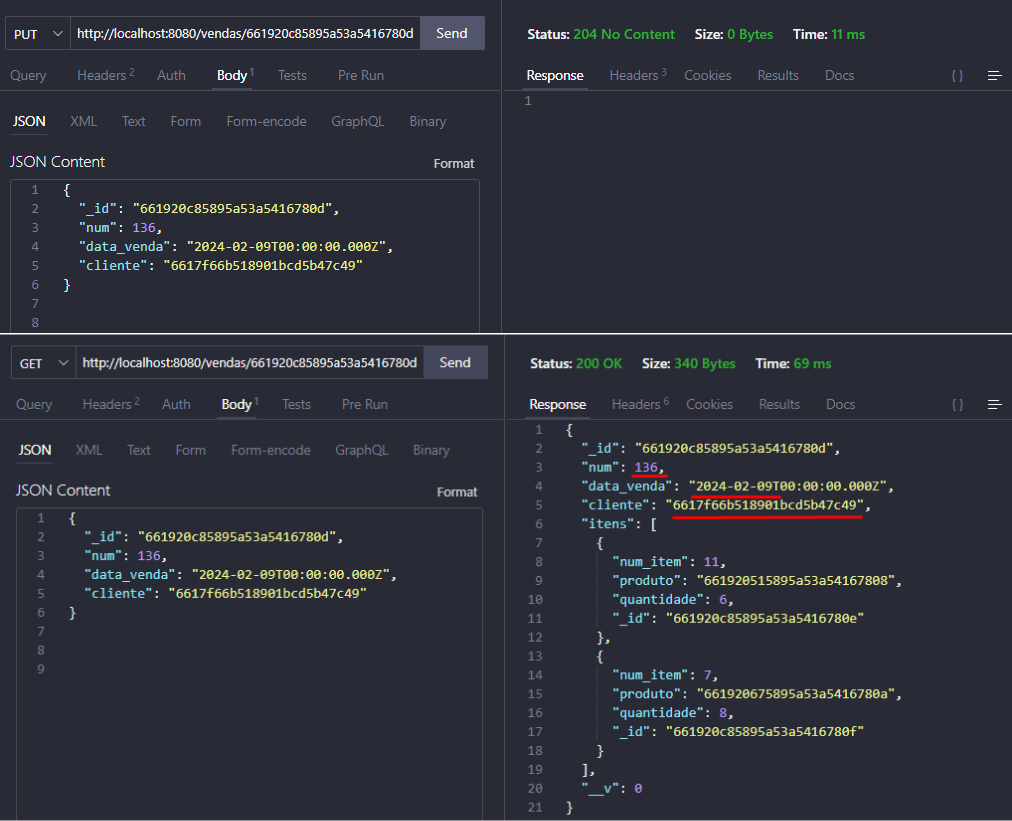 PUT http://localhost:8080/vendas/661920c85895a53a5416780d Send
Status: 204 No Content Size: 0 Bytes Time: 11 ms
Query Headers 2 Auth Body 1 Tests Pre Run
Response Headers 3 Cookies Results Docs { }
1
JSON XML Text Form Form-encode GraphQL Binary
JSON Content Format
1 {
2 "_id": "661920c85895a53a5416780d",
3 "num": 136,
4 "data_venda": "2024-02-09T00:00:00.000Z",
5 "cliente": "6617f66b518901bcd5b47c49"
6 }
7
8
GET http://localhost:8080/vendas/661920c85895a53a5416780d Send
Status: 200 OK Size: 340 Bytes Time: 69 ms
Query Headers 2 Auth Body 1 Tests Pre Run
Response Headers 6 Cookies Results Docs { }
JSON XML Text Form Form-encode GraphQL Binary
JSON Content Format
1 {
2 "_id": "661920c85895a53a5416780d",
3 "num": 136,
4 "data_venda": "2024-02-09T00:00:00.000Z",
5 "cliente": "6617f66b518901bcd5b47c49"
6 }
7
8
9
1 {
2 "_id": "661920c85895a53a5416780d",
3 "num": 136,
4 "data_venda": "2024-02-09T00:00:00.000Z",
5 "cliente": "6617f66b518901bcd5b47c49",
6 "itens": [
7 {
8 "num_item": 11,
9 "produto": "661920515895a53a54167808",
10 "quantidade": 6,
11 "_id": "661920c85895a53a5416780e"
12 },
13 {
14 "num_item": 7,
15 "produto": "661920675895a53a5416780a",
16 "quantidade": 8,
17 "_id": "661920c85895a53a5416780f"
18 }
19 ],
20 "__v": 0
21 }